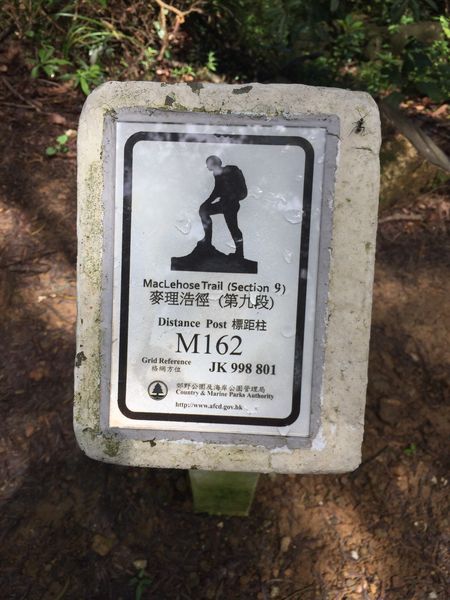 MacLehose Trail (Section 9)
麥理浩徑 (第九段)
Distance Post 標距柱
M162
Grid Reference
格網方位
JK 998 801
郊野公園及海岸公園管理局
Country & Marine Parks Authority
http://www.afcd.gov.hk